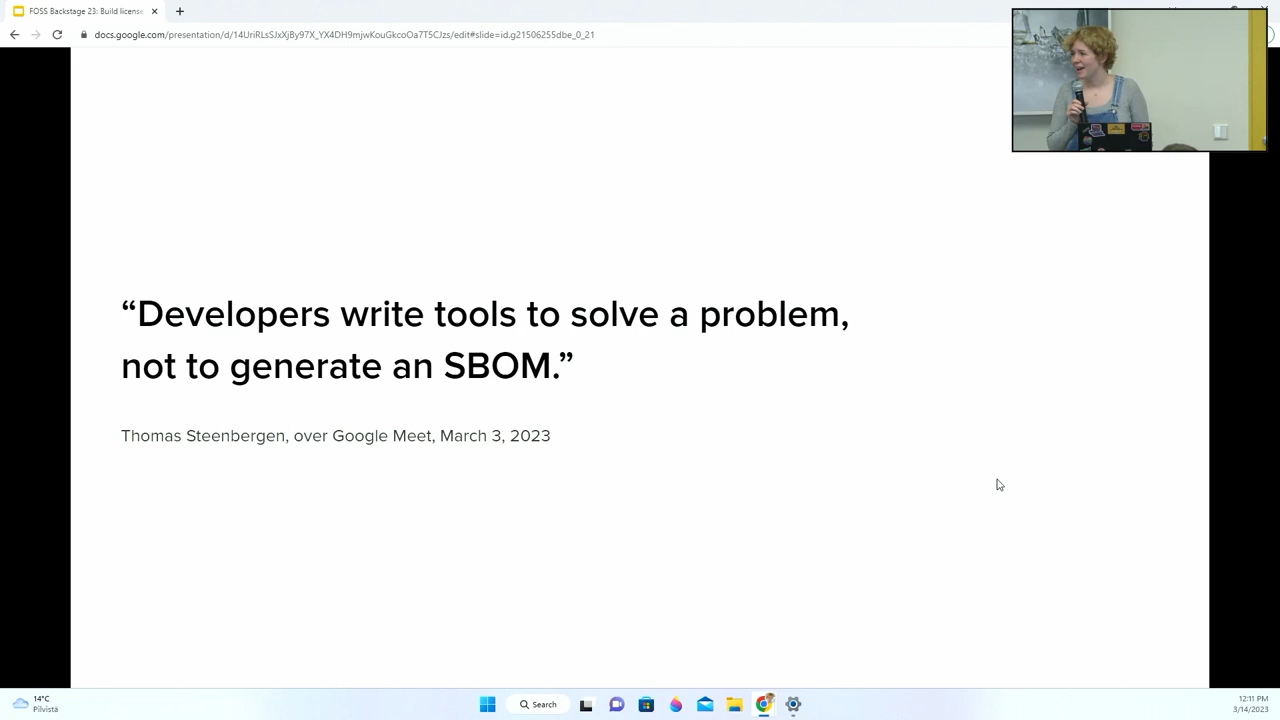 FOSS Backstage 23: Build license
docs.google.com/presentation/d/14UriRLsSJxXjBy97X_YX4DH9mjwKouGkcoOa7T5CJzs/edit#slide=id.g21506255dbe_0_21
“Developers write tools to solve a problem,
not to generate an SBOM.”
Thomas Steenbergen, over Google Meet, March 3, 2023
14°C
Pilvistä
Search
12:11 PM
3/14/2023